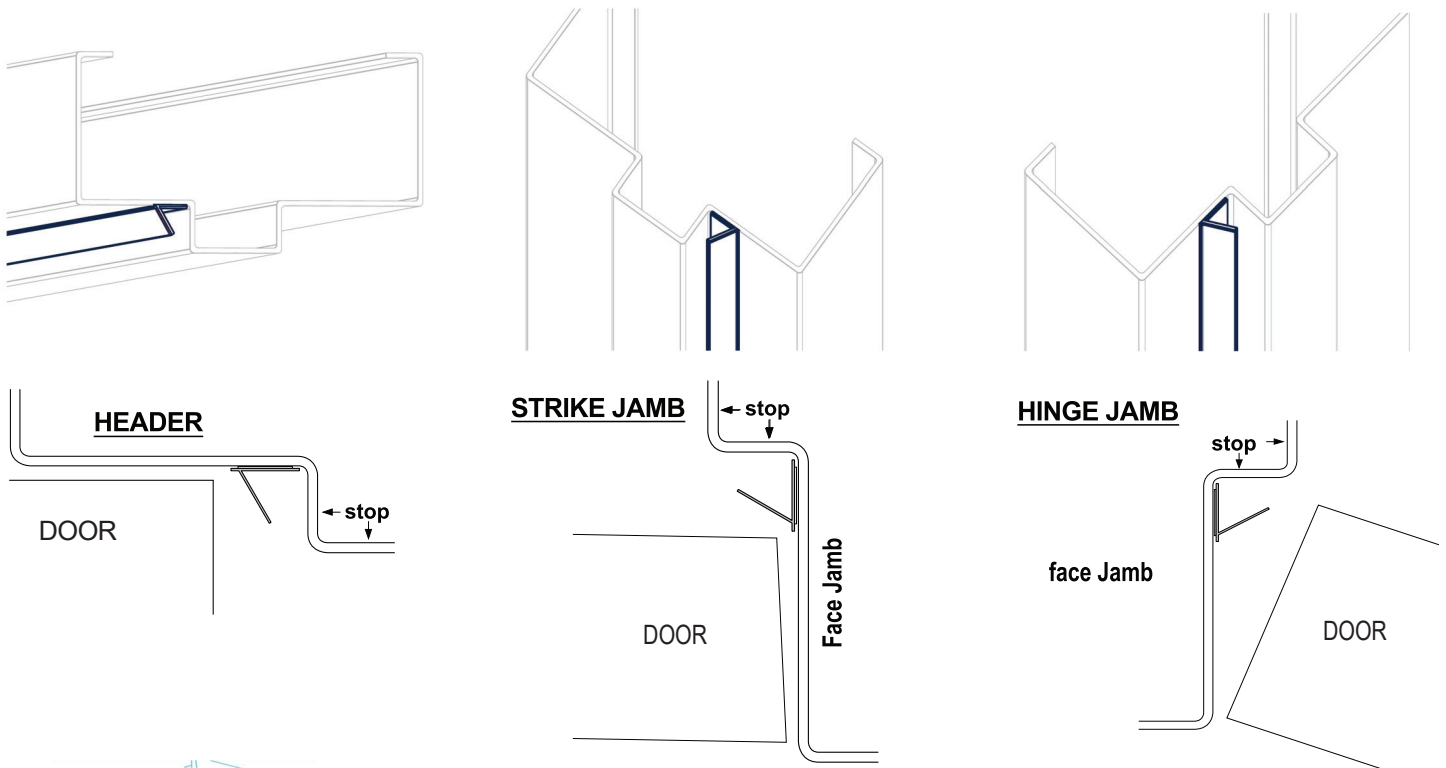 HEADER
stop
DOOR
STRIKE JAMB
stop
Face Jamb
DOOR
HINGE JAMB
stop
face Jamb
DOOR